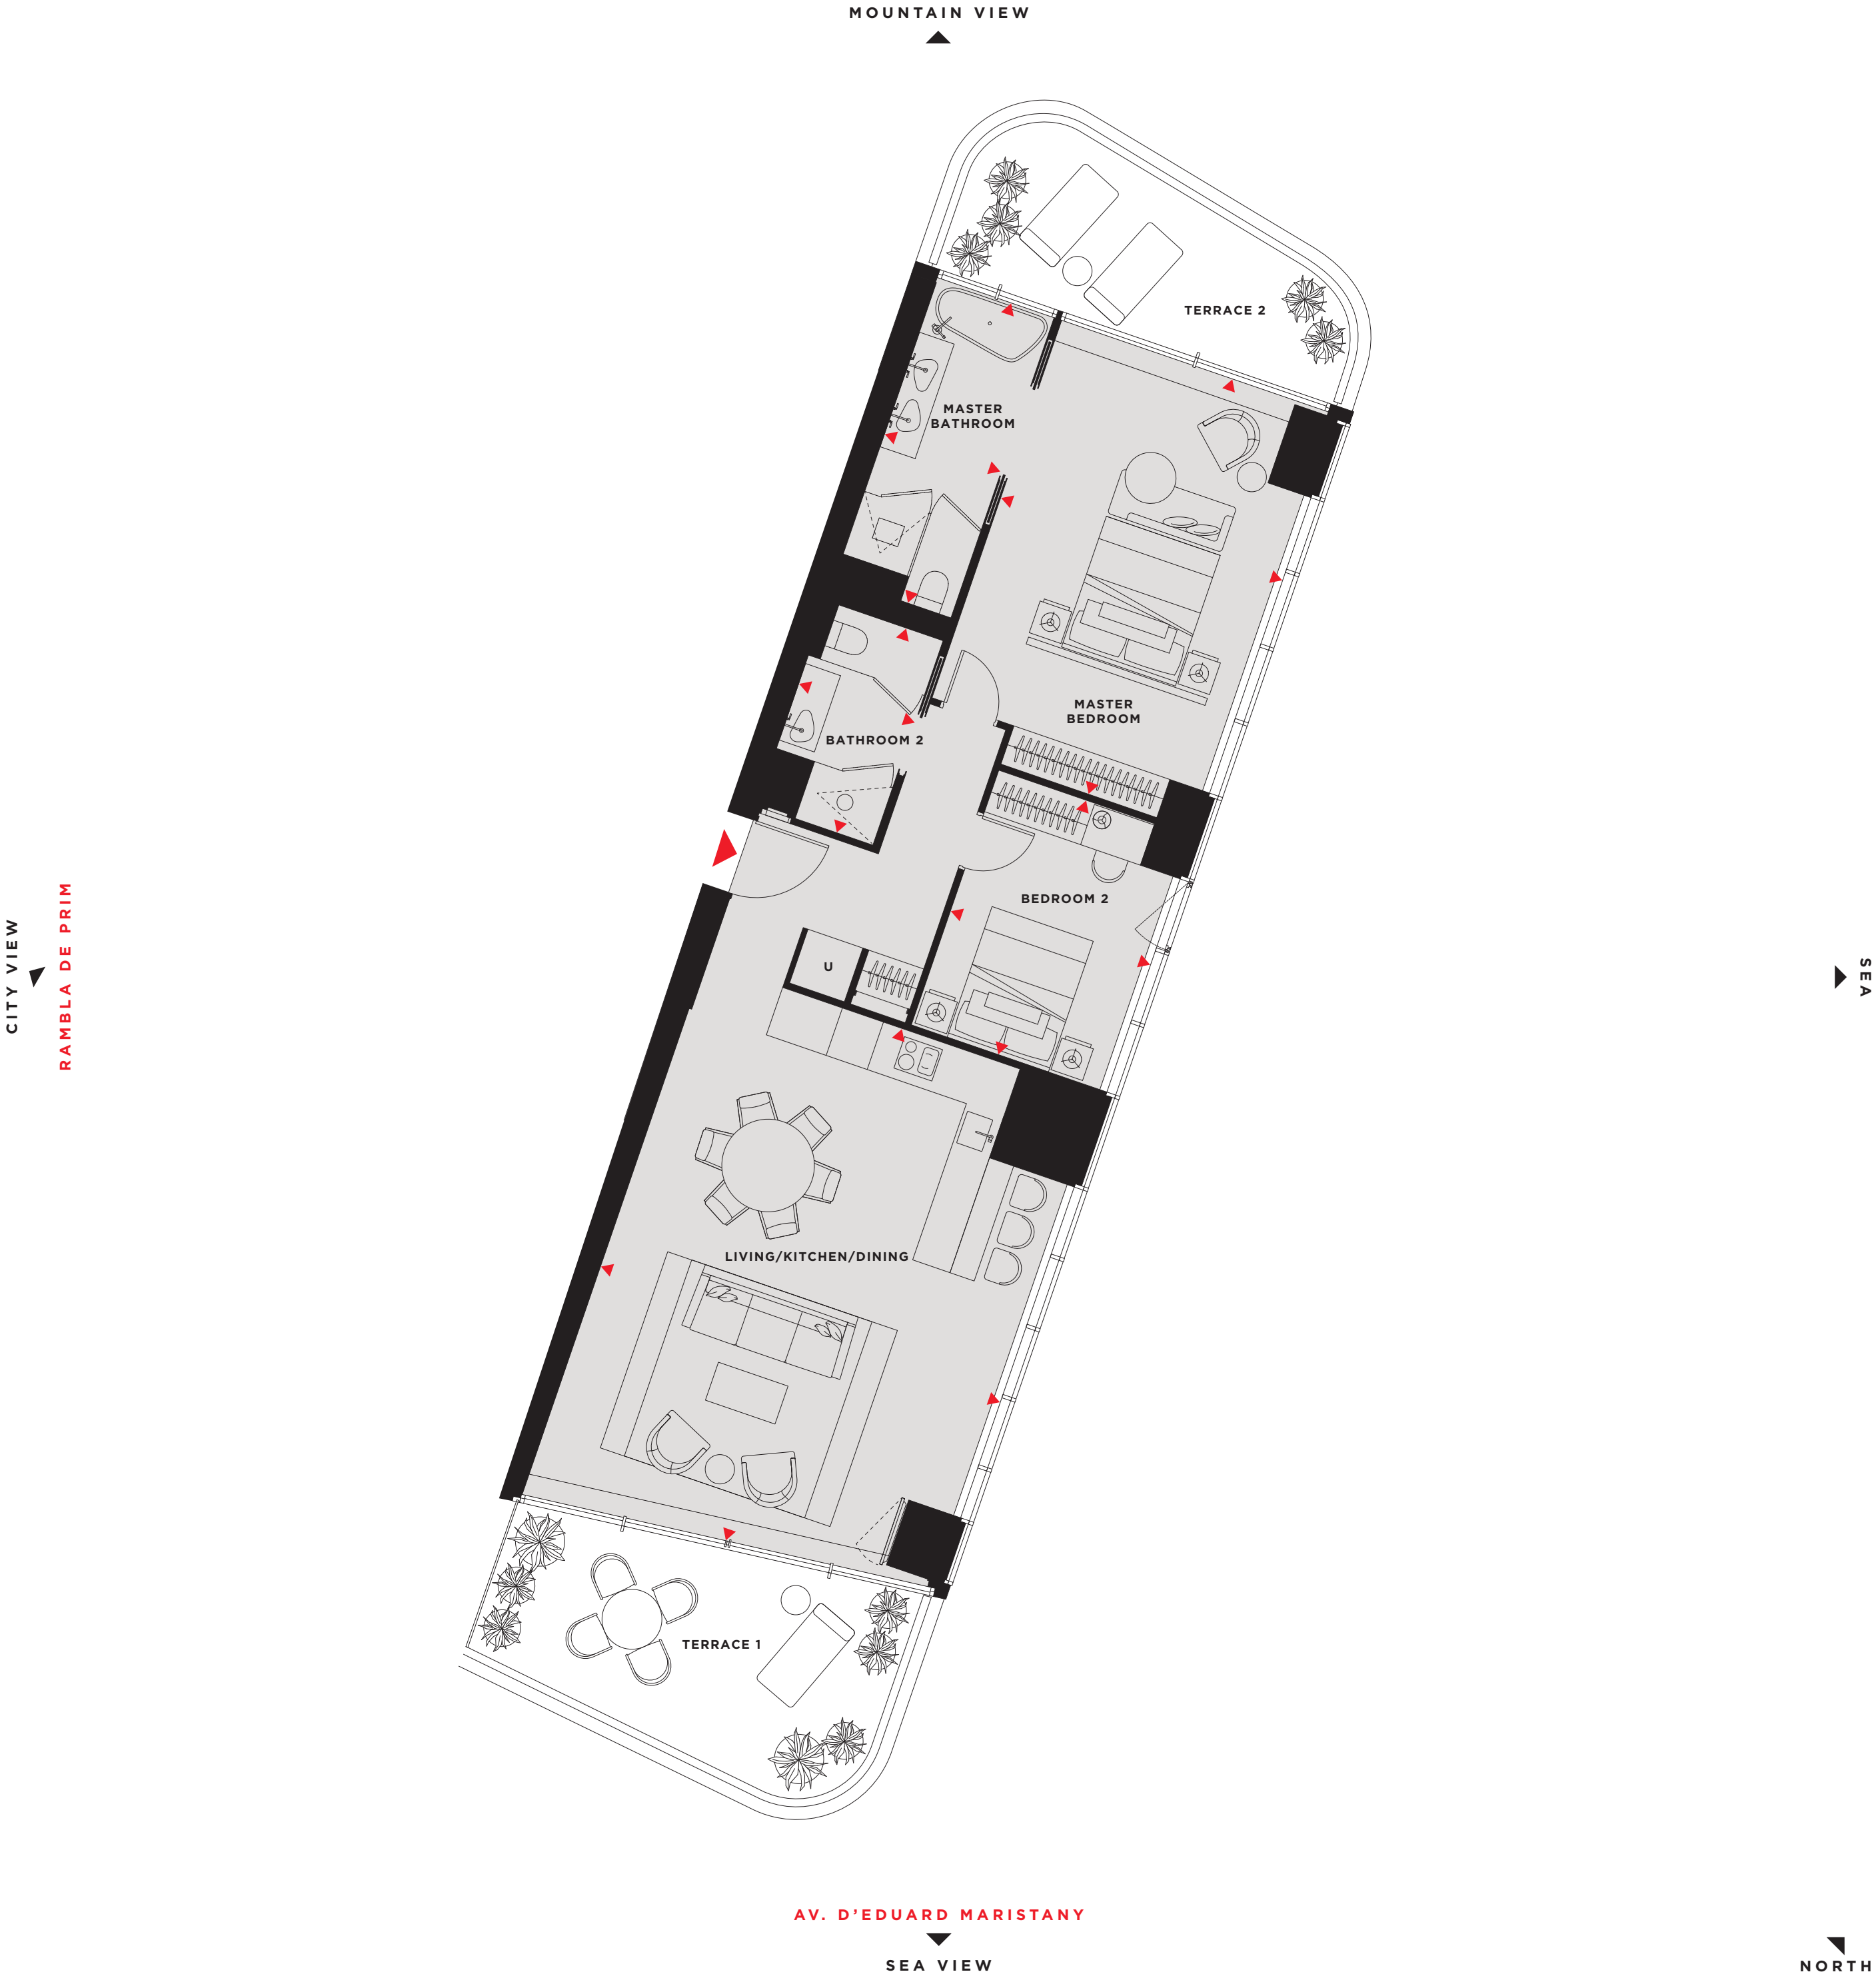 MOUNTAIN VIEW
TERRACE 2
MASTER
BATHROOM
MASTER
BEDROOM
BATHROOM 2
BEDROOM 2
U
CITY VIEW
RAMBLA DE PRIM
SEA
LIVING/KITCHEN/DINING
TERRACE 1
AV. D'EDUARD MARISTANY
SEA VIEW
NORTH